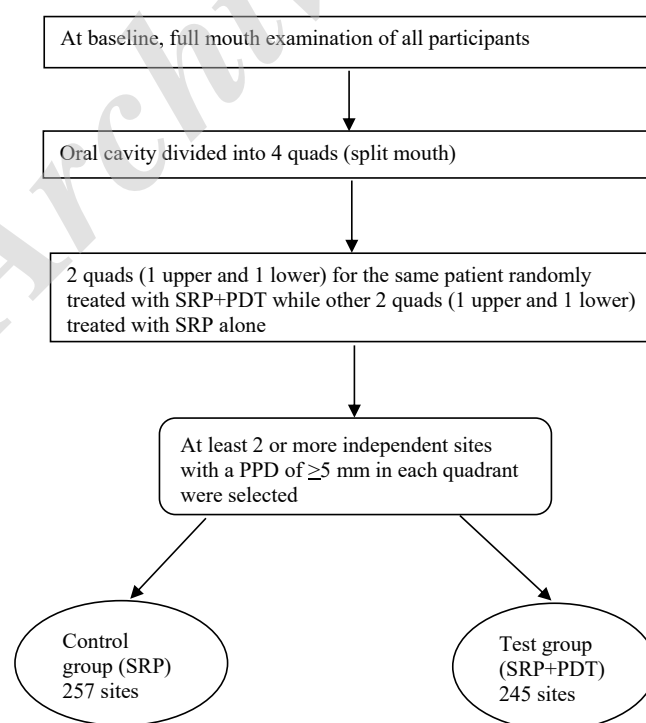 At baseline, full mouth examination of all participants
Oral cavity divided into 4 quads (split mouth)
2 quads (1 upper and 1 lower) for the same patient randomly
treated with SRP+PDT while other 2 quads (1 upper and 1 lower)
treated with SRP alone
At least 2 or more independent sites
with a PPD of ≥5 mm in each quadrant
were selected
Control
group (SRP)
257 sites
Test group
(SRP+PDT)
245 sites